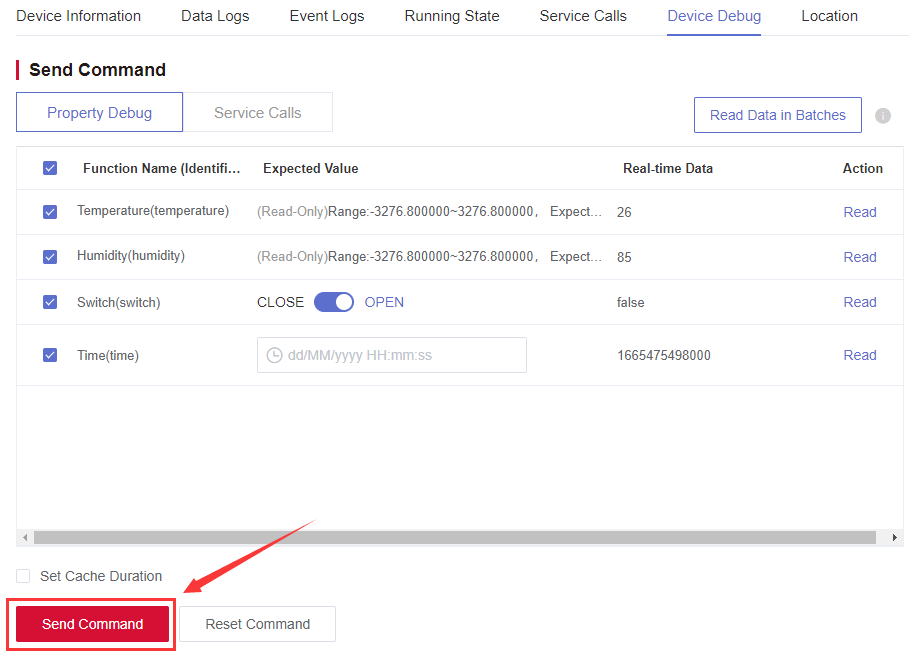 Device Information Data Logs Event Logs Running State Service Calls Device Debug Location
Send Command
Property Debug Service Calls Read Data in Batches
Function Name (Identifi... Expected Value Real-time Data Action
Temperature(temperature) (Read-Only)Range:-3276.800000~3276.800000, Expect... 26 Read
Humidity(humidity) (Read-Only)Range:-3276.800000~3276.800000, Expect... 85 Read
Switch(switch) CLOSE OPEN false Read
Time(time) dd/MM/yyyy HH:mm:ss 1665475498000 Read
Set Cache Duration
Send Command Reset Command